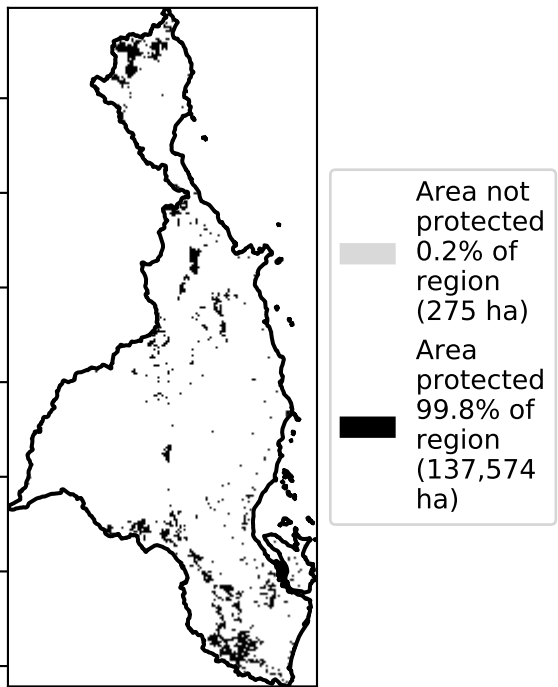 Area not
protected
0.2% of
region
(275 ha)
Area
protected
99.8% of
region
(137,574
ha)